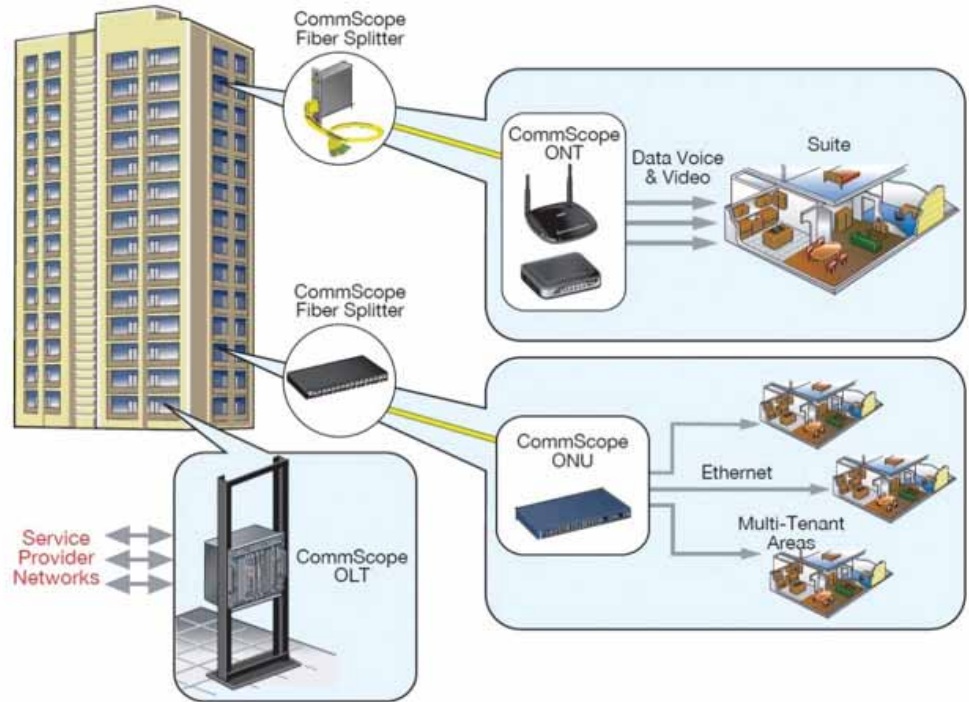 CommScope
Fiber Splitter
CommScope
ONT
Data Voice
& Video
Suite
CommScope
Fiber Splitter
CommScope
ONU
Ethernet
Multi-Tenant
Areas
Service
Provider
Networks
CommScope
OLT